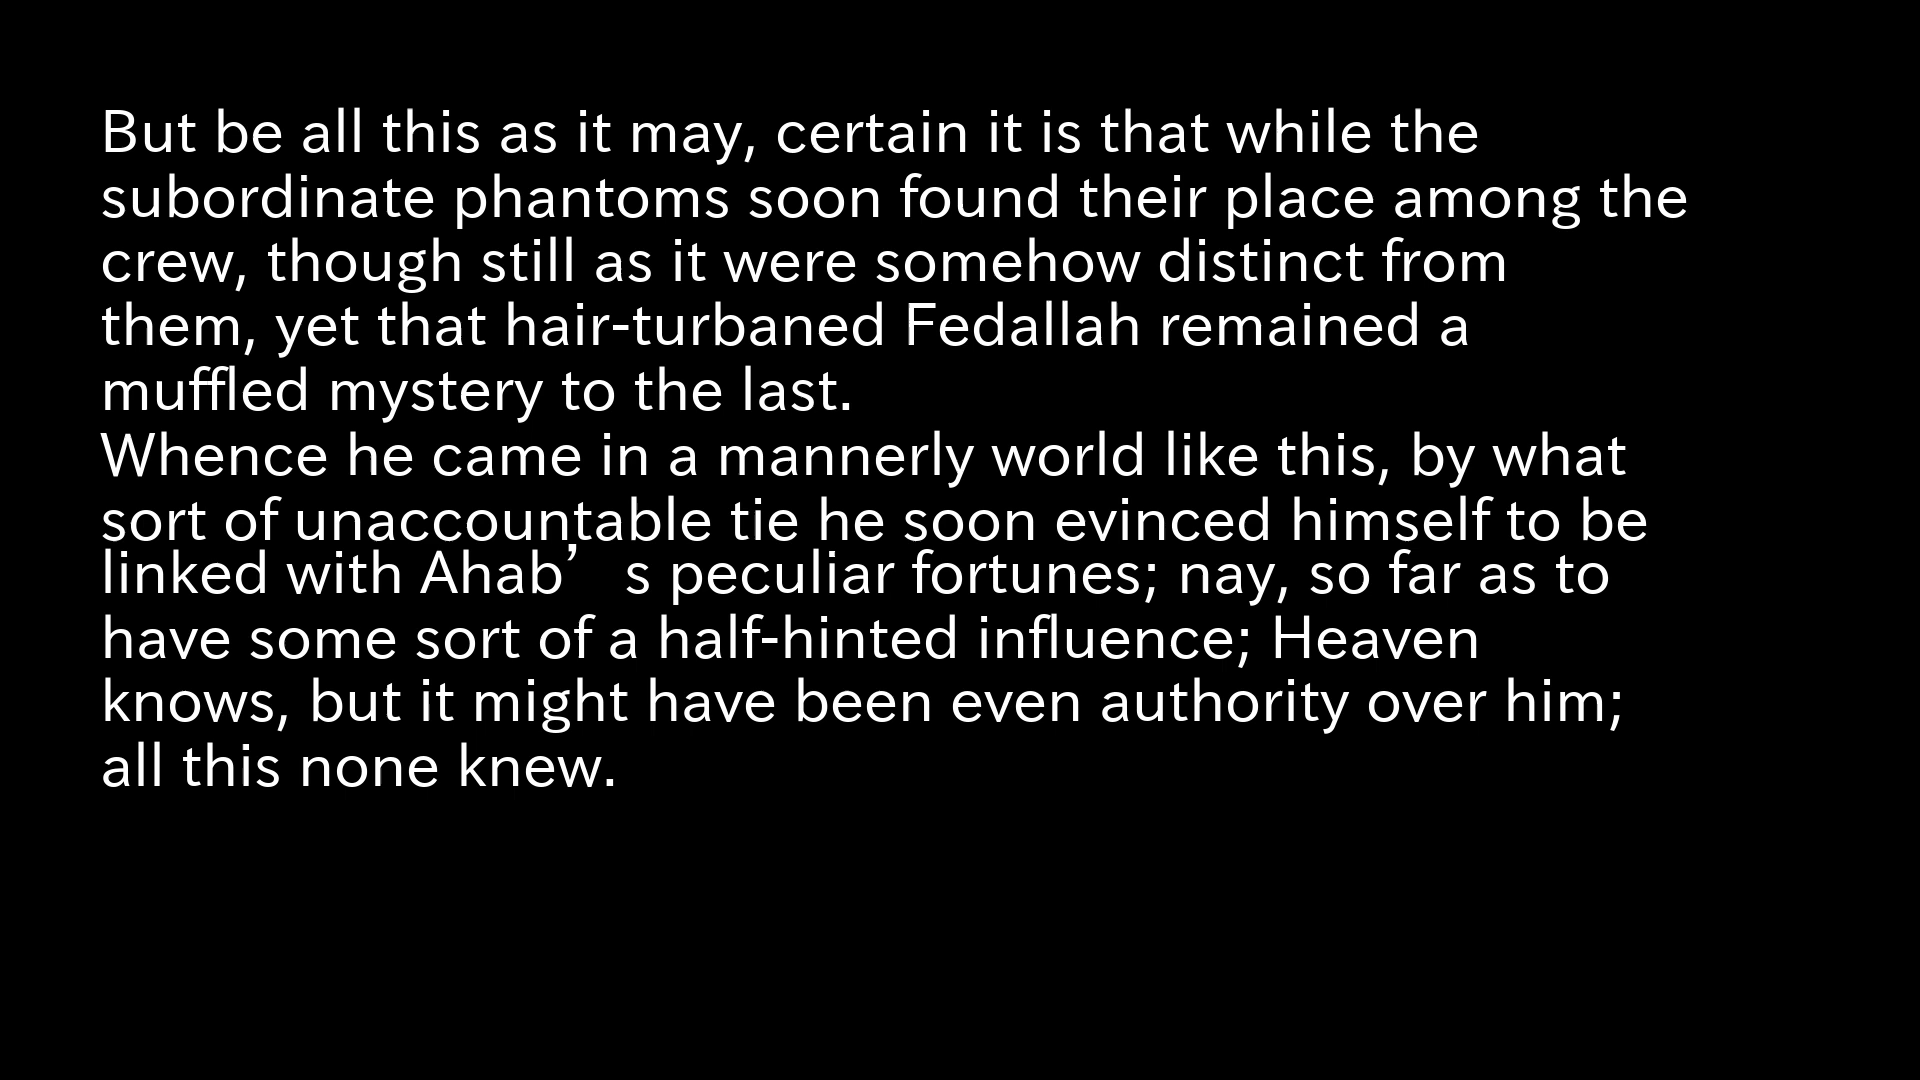 But be all this as it may, certain it is that while the
subordinate phantoms soon found their place among the
crew, though still as it were somehow distinct from
them, yet that hair-turbaned Fedallah remained a
muffled mystery to the last.
Whence he came in a mannerly world like this, by what
sort of unaccountable tie he soon evinced himself to be
linked with Ahab’s peculiar fortunes; nay, so far as to
have some sort of a half-hinted influence; Heaven
knows, but it might have been even authority over him;
all this none knew.